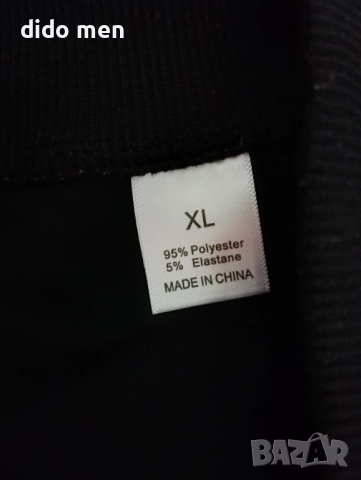 dido men
XL
95% Polyester
5% Elastane
MADE IN CHINA
BAZAR